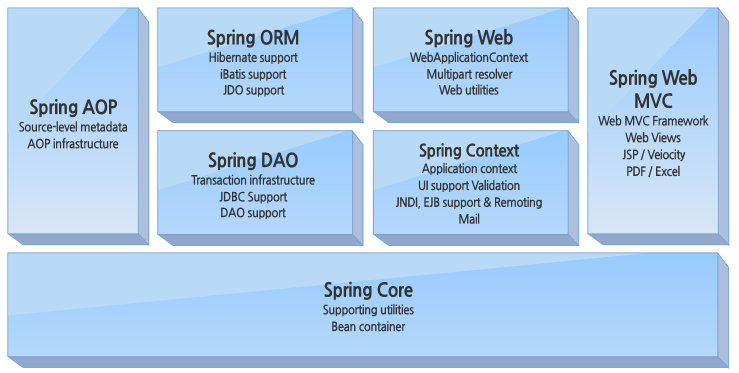 Spring AOP
Source-level metadata
AOP infrastructure
Spring ORM
Hibernate support
iBatis support
JDO support
Spring Web
WebApplicationContext
Multipart resolver
Web utilities
Spring Web
MVC
Web MVC Framework
Web Views
JSP / Veiocity
PDF / Excel
Spring DAO
Transaction infrastructure
JDBC Support
DAO support
Spring Context
Application context
UI support Validation
JNDI, EJB support & Remoting
Mail
Spring Core
Supporting utilities
Bean container